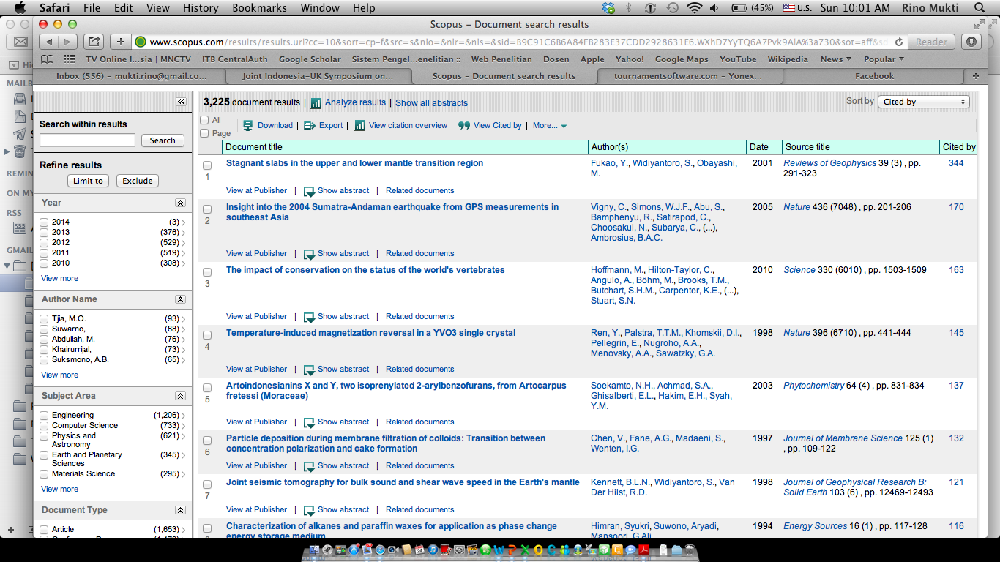 Safari File Edit View History Bookmarks Window Help (45%) U.S. Sun 10:01 AM Rino Mukti
Scopus – Document search results
www.scopus.com/results/results.url?cc=10&sort=cp-f&src=s&nlo=&nlr=&nls=&sid=B9C91C6B6A84FB283E37CDD2928631E6.WXhD7YyTQ6A7Pvk9AlA%3a730&sot=aff&sd Reader
TV Online I...sia | MNCTV ITB CentralAuth Google Scholar Sistem Pengel...enelitian :: Web Penelitian Dosen Apple Yahoo! Google Maps YouTube Wikipedia News Popular
Inbox (556) – mukti.rino@gmail.co... Joint Indonesia–UK Symposium on... Scopus – Document search results tournamentsoftware.com – Yonex... Facebook
MAILB
REMIN
ON MY
RSS
GMAIL
Search within results
Search
Refine results
Limit to Exclude
Year
2014 (3)
2013 (376)
2012 (529)
2011 (519)
2010 (308)
View more
Author Name
Tjia, M.O. (93)
Suwarno, (88)
Abdullah, M. (76)
Khairurrijal, (73)
Suksmono, A.B. (65)
View more
Subject Area
Engineering (1,206)
Computer Science (733)
Physics and (621)
Astronomy
Earth and Planetary (345)
Sciences
Materials Science (295)
View more
Document Type
Article (1,653)
3,225 document results | Analyze results | Show all abstracts Sort by Cited by
All
Page
Download | Export | View citation overview | View Cited by | More...
Document title Author(s) Date Source title Cited by
1 Stagnant slabs in the upper and lower mantle transition region Fukao, Y., Widiyantoro, S., Obayashi, 2001 Reviews of Geophysics 39 (3) , pp. 344
M. 291-323
View at Publisher | Show abstract | Related documents
2 Insight into the 2004 Sumatra-Andaman earthquake from GPS measurements in Vigny, C., Simons, W.J.F., Abu, S., 2005 Nature 436 (7048) , pp. 201-206 170
southeast Asia Bamphenyu, R., Satirapod, C.,
Choosakul, N., Subarya, C., (...),
Ambrosius, B.A.C.
View at Publisher | Show abstract | Related documents
3 The impact of conservation on the status of the world's vertebrates Hoffmann, M., Hilton-Taylor, C., 2010 Science 330 (6010) , pp. 1503-1509 163
Angulo, A., Böhm, M., Brooks, T.M.,
Butchart, S.H.M., Carpenter, K.E., (...),
Stuart, S.N.
View at Publisher | Show abstract | Related documents
4 Temperature-induced magnetization reversal in a YVO3 single crystal Ren, Y., Palstra, T.T.M., Khomskii, D.I., 1998 Nature 396 (6710) , pp. 441-444 145
Pellegrin, E., Nugroho, A.A.,
Menovsky, A.A., Sawatzky, G.A.
View at Publisher | Show abstract | Related documents
5 Artoindonesianins X and Y, two isoprenylated 2-arylbenzofurans, from Artocarpus Soekamto, N.H., Achmad, S.A., 2003 Phytochemistry 64 (4) , pp. 831-834 137
fretessi (Moraceae) Ghisalberti, E.L., Hakim, E.H., Syah,
Y.M.
View at Publisher | Show abstract | Related documents
6 Particle deposition during membrane filtration of colloids: Transition between Chen, V., Fane, A.G., Madaeni, S., 1997 Journal of Membrane Science 125 (1) 132
concentration polarization and cake formation Wenten, I.G. , pp. 109-122
View at Publisher | Show abstract | Related documents
7 Joint seismic tomography for bulk sound and shear wave speed in the Earth's mantle Kennett, B.L.N., Widiyantoro, S., Van 1998 Journal of Geophysical Research B: 121
Der Hilst, R.D. Solid Earth 103 (6) , pp. 12469-12493
View at Publisher | Show abstract | Related documents
Characterization of alkanes and paraffin waxes for application as phase change Himran, Syukri, Suwono, Aryadi, 1994 Energy Sources 16 (1) , pp. 117-128 116
energy storage medium Mansoori, G.Ali